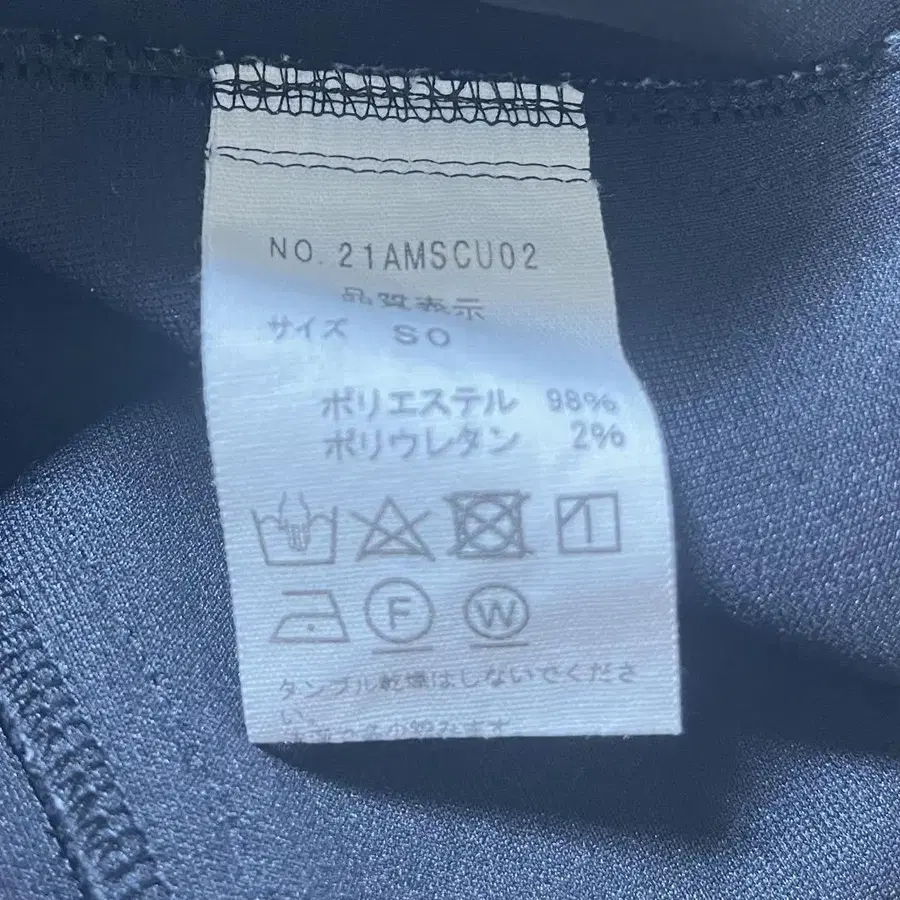 NO. 21AMSCU02
品質表示
サイズ SO
ポリエステル 98%
ポリウレタン 2%
F W
タンブル乾燥はしないでくださ
い。